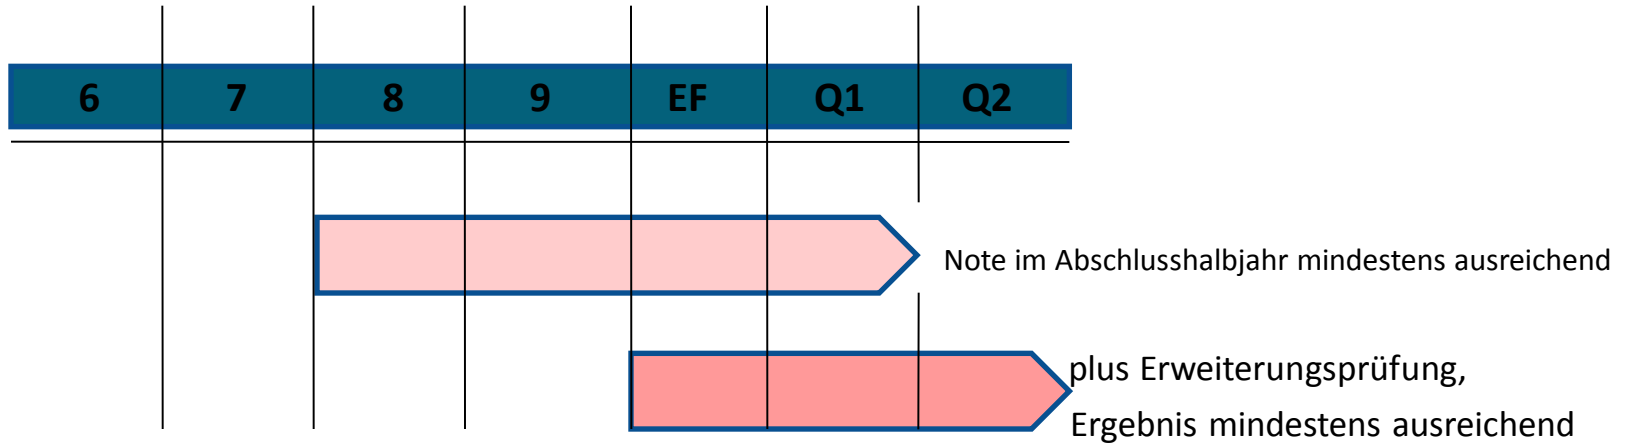 6 7 8 9 EF Q1 Q2
Note im Abschlusshalbjahr mindestens ausreichend
plus Erweiterungsprüfung,
Ergebnis mindestens ausreichend